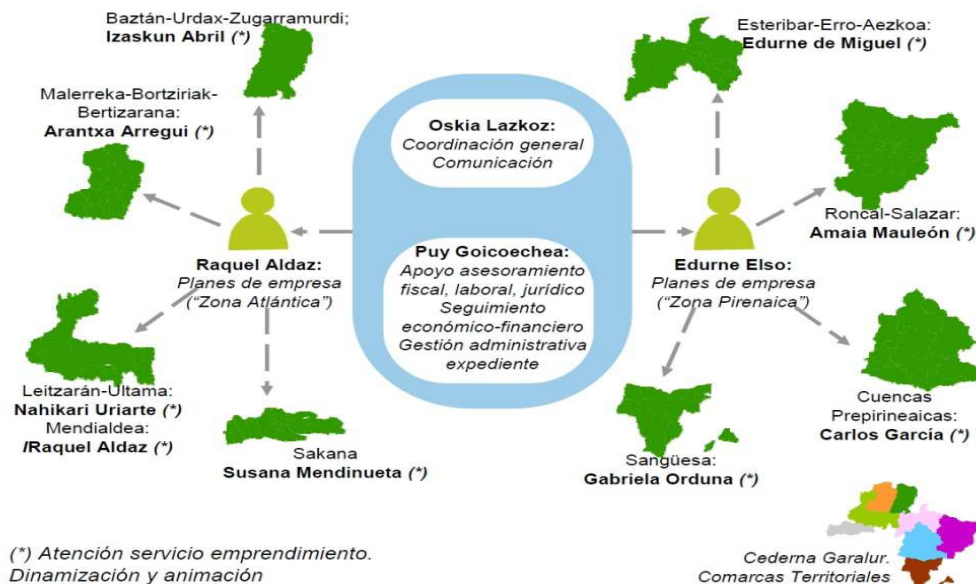 Baztán-Urdax-Zugarramurdi;
Izaskun Abril (*)
Malerreka-Bortziriak-
Bertizarana:
Arantxa Arregui (*)
Raquel Aldaz:
Planes de empresa
("Zona Atlántica")
Leitzarán-Ultama:
Nahikari Uriarte (*)
Mendialdea:
/Raquel Aldaz (*)
Sakana
Susana Mendinueta (*)
Oskia Lazkoz:
Coordinación general
Comunicación
Puy Goicoechea:
Apoyo asesoramiento
fiscal, laboral, jurídico
Seguimiento
económico-financiero
Gestión administrativa
expediente
Esteribar-Erro-Aezkoa:
Edurne de Miguel (*)
Roncal-Salazar:
Amaia Mauleón (*)
Edurne Elso:
Planes de empresa
("Zona Pirenaica")
Cuencas
Prepirineaicas:
Carlos García (*)
Sangüesa:
Gabriela Orduna (*)
(*) Atención servicio emprendimiento.
Dinamización y animación
Cederna Garalur.
Comarcas Territoriales